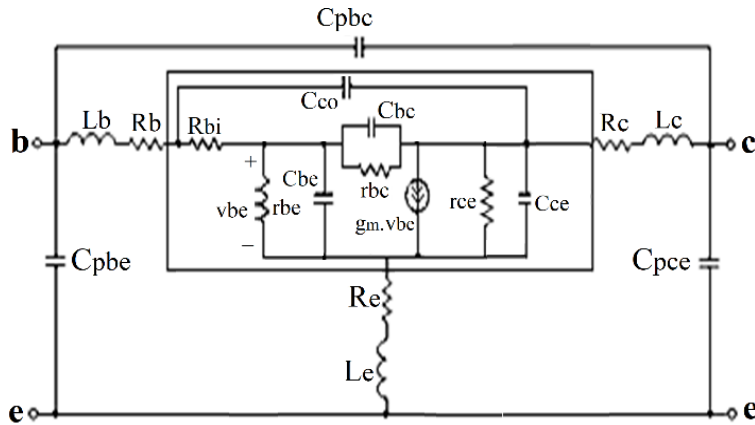 Cpbc
Cco
Lb
Rb
Rbi
Cbc
Rc
Lc
b
c
+
Cbe
rbc
vbe
rbe
gm.vbc
rce
Cce
−
Cpbe
Cpce
Re
Le
e
e